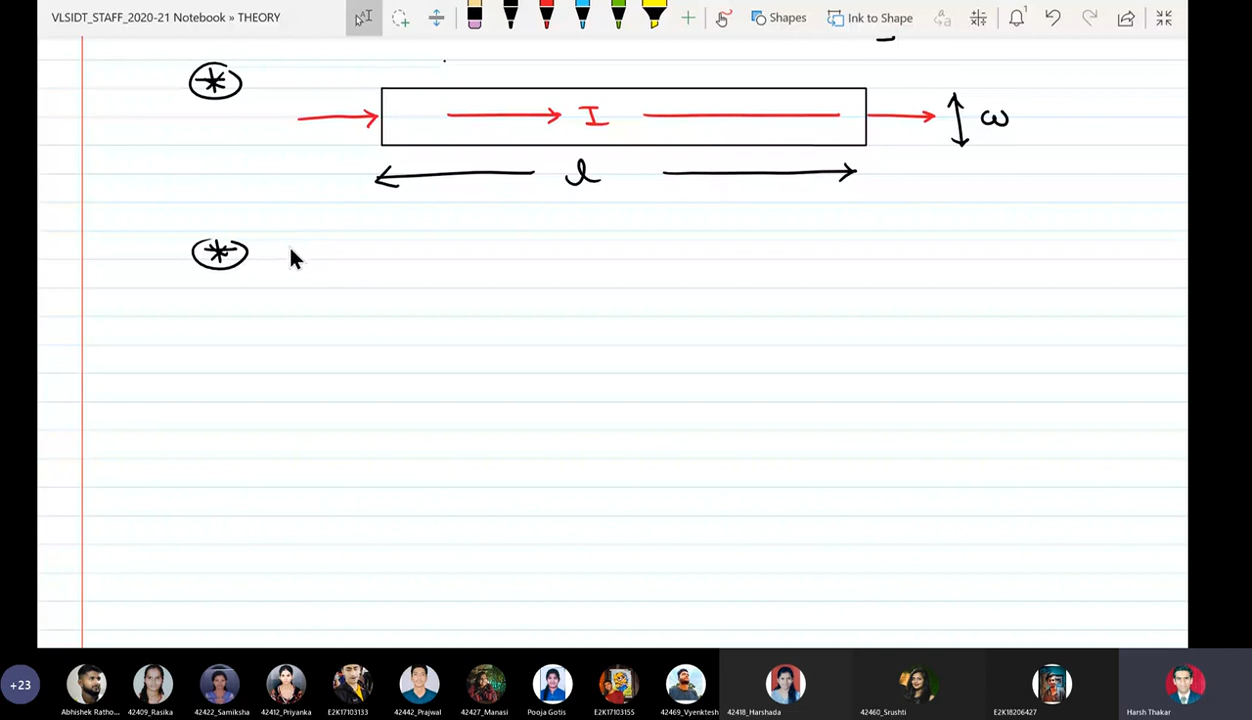 VLSIDT_STAFF_2020-21 Notebook » THEORY
Shapes
Ink to Shape
I
ω
l
+23
Abhishek Ratho...
42409_Rasika
42422_Samiksha
42412_Priyanka
E2K17103133
42442_Prajwal
42427_Manasi
Pooja Gotis
E2K17103155
42469_Vyenktesh
42418_Harshada
42460_Srushti
E2K18206427
Harsh Thakar